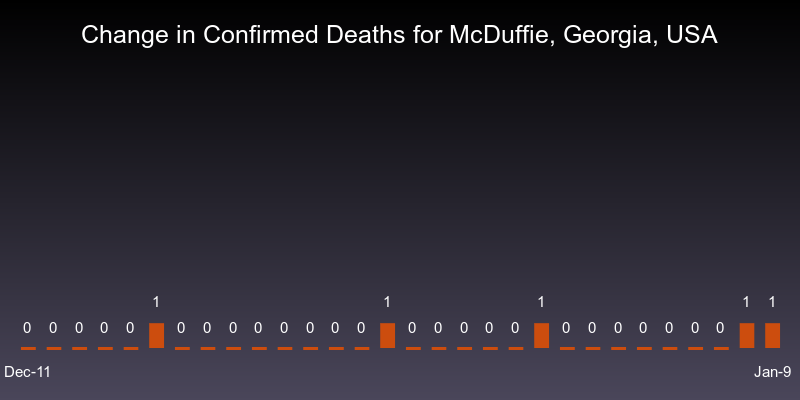 Change in Confirmed Deaths for McDuffie, Georgia, USA
1 1 1 1 1
0 0 0 0 0 0 0 0 0 0 0 0 0 0 0 0 0 0 0 0 0 0 0 0 0
Dec-11 Jan-9